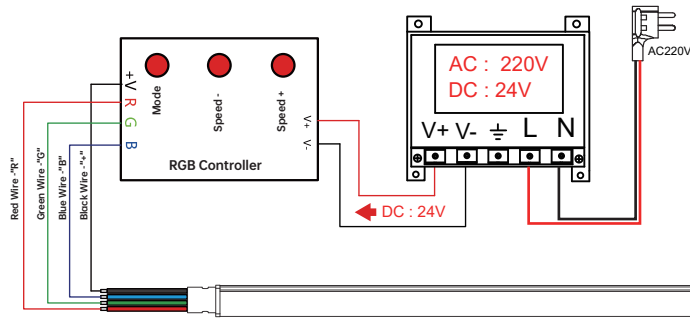 +V
R
G
B
Mode
Speed -
Speed +
V+
V-
RGB Controller
AC : 220V
DC : 24V
V+ V- L N
AC220V
DC : 24V
Red Wire -"R"
Green Wire -"G"
Blue Wire -"B"
Black Wire -"+"